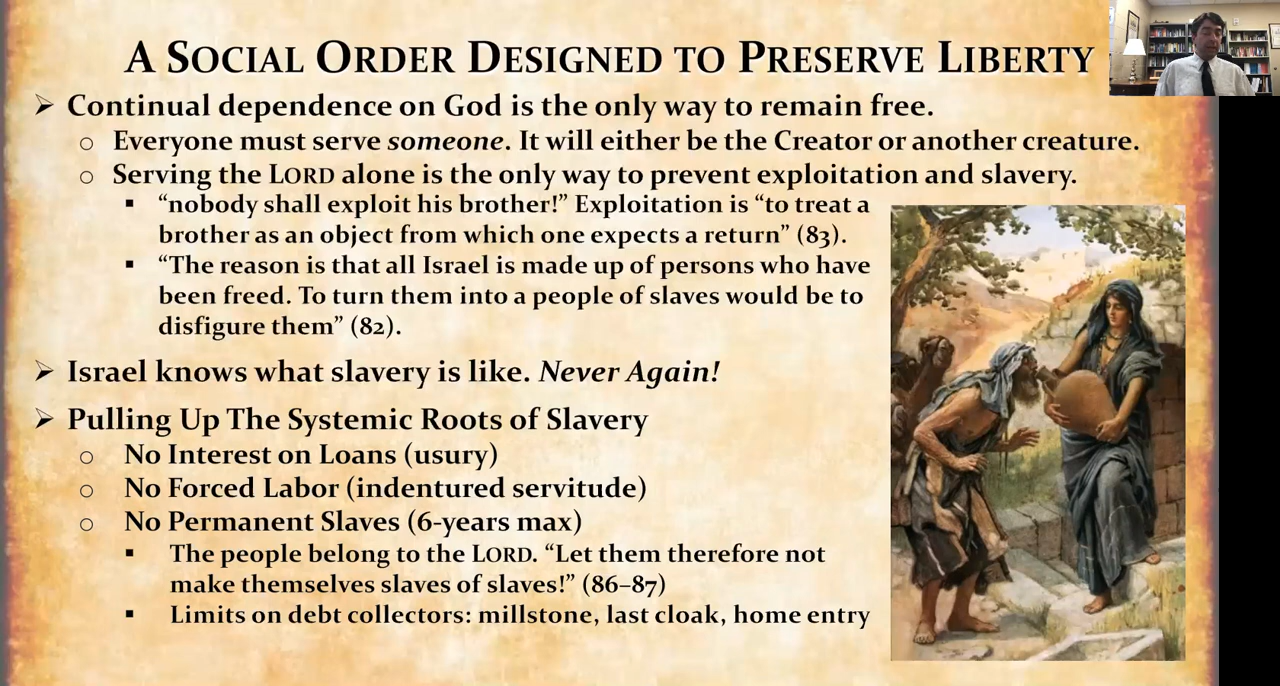 A SOCIAL ORDER DESIGNED TO PRESERVE LIBERTY
➢ Continual dependence on God is the only way to remain free.
○ Everyone must serve someone. It will either be the Creator or another creature.
○ Serving the LORD alone is the only way to prevent exploitation and slavery.
▪ “nobody shall exploit his brother!” Exploitation is “to treat a
brother as an object from which one expects a return” (83).
▪ “The reason is that all Israel is made up of persons who have
been freed. To turn them into a people of slaves would be to
disfigure them” (82).
➢ Israel knows what slavery is like. Never Again!
➢ Pulling Up The Systemic Roots of Slavery
○ No Interest on Loans (usury)
○ No Forced Labor (indentured servitude)
○ No Permanent Slaves (6-years max)
▪ The people belong to the LORD. “Let them therefore not
make themselves slaves of slaves!” (86–87)
▪ Limits on debt collectors: millstone, last cloak, home entry